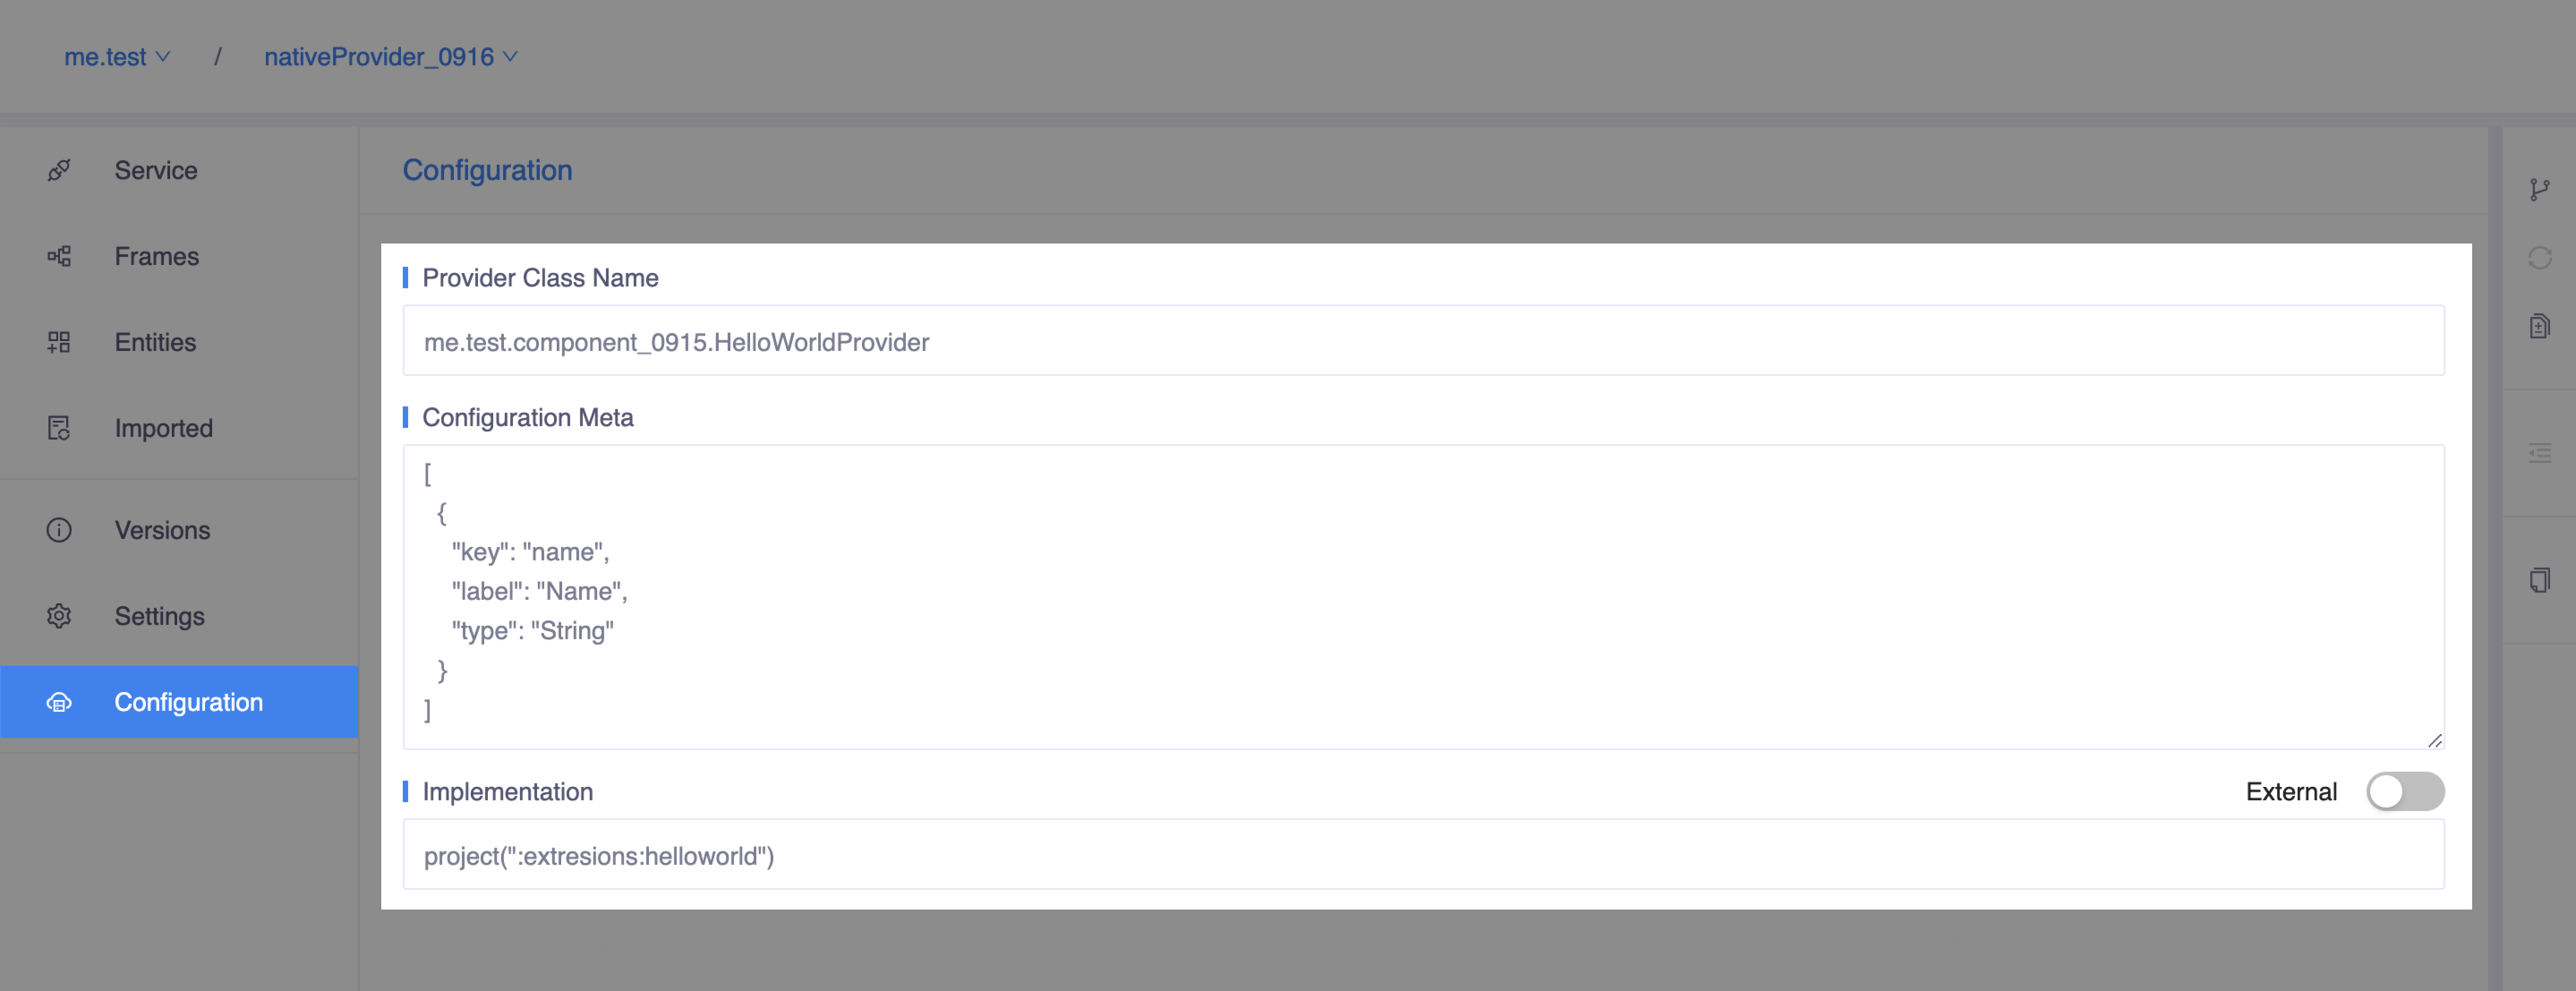 me.test / nativeProvider_0916
Service
Frames
Entities
Imported
Versions
Settings
Configuration
Configuration
Provider Class Name
me.test.component_0915.HelloWorldProvider
Configuration Meta
[
{
"key": "name",
"label": "Name",
"type": "String"
}
]
Implementation
External
project(":extresions:helloworld")